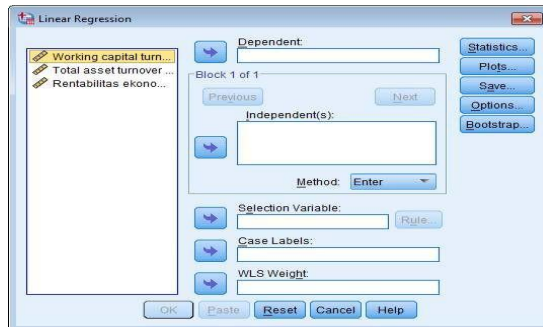 Linear Regression
Working capital turn...
Total asset turnover ...
Rentabilitas ekono...
Dependent:
Block 1 of 1
Previous
Next
Independent(s):
Method: Enter
Selection Variable:
Rule...
Case Labels:
WLS Weight:
Statistics...
Plots...
Save...
Options...
Bootstrap...
OK Paste Reset Cancel Help